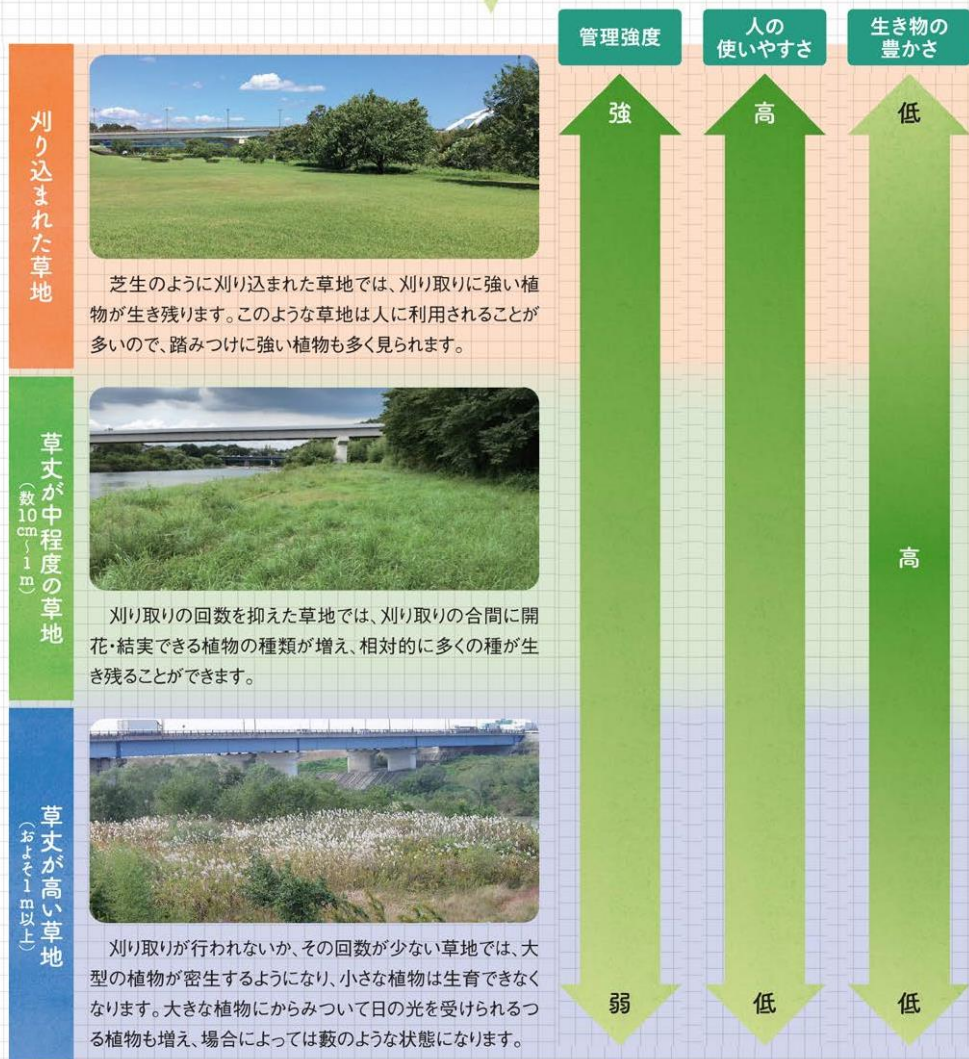 管理強度
人の
使いやすさ
生き物の
豊かさ
強
高
低
刈り込まれた草地
芝生のように刈り込まれた草地では、刈り取りに強い植
物が生き残ります。このような草地は人に利用されることが
多いので、踏みつけに強い植物も多く見られます。
草丈が中程度の草地
（数10cm〜1m）
刈り取りの回数を抑えた草地では、刈り取りの合間に開
花・結実できる植物の種類が増え、相対的に多くの種が生
き残ることができます。
高
草丈が高い草地
（およそ1m以上）
刈り取りが行われないか、その回数が少ない草地では、大
型の植物が密生するようになり、小さな植物は生育できなく
なります。大きな植物にからみついて日の光を受けられるつ
る植物も増え、場合によっては藪のような状態になります。
弱
低
低